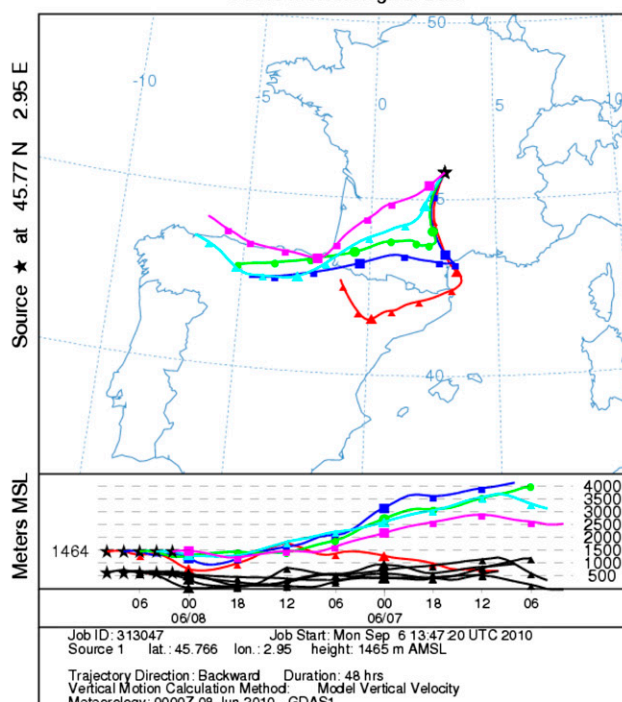 50
-10
-5
0
5
10
40
Source ★ at 45.77 N 2.95 E
Meters MSL
1464
4000
3500
3000
2500
2000
1500
1000
500
06 00 18 12 06 00 18 12 06
06/08 06/07
Job ID: 313047 Job Start: Mon Sep 6 13:47:20 UTC 2010
Source 1 lat.: 45.766 lon.: 2.95 height: 1465 m AMSL
Trajectory Direction: Backward Duration: 48 hrs
Vertical Motion Calculation Method: Model Vertical Velocity